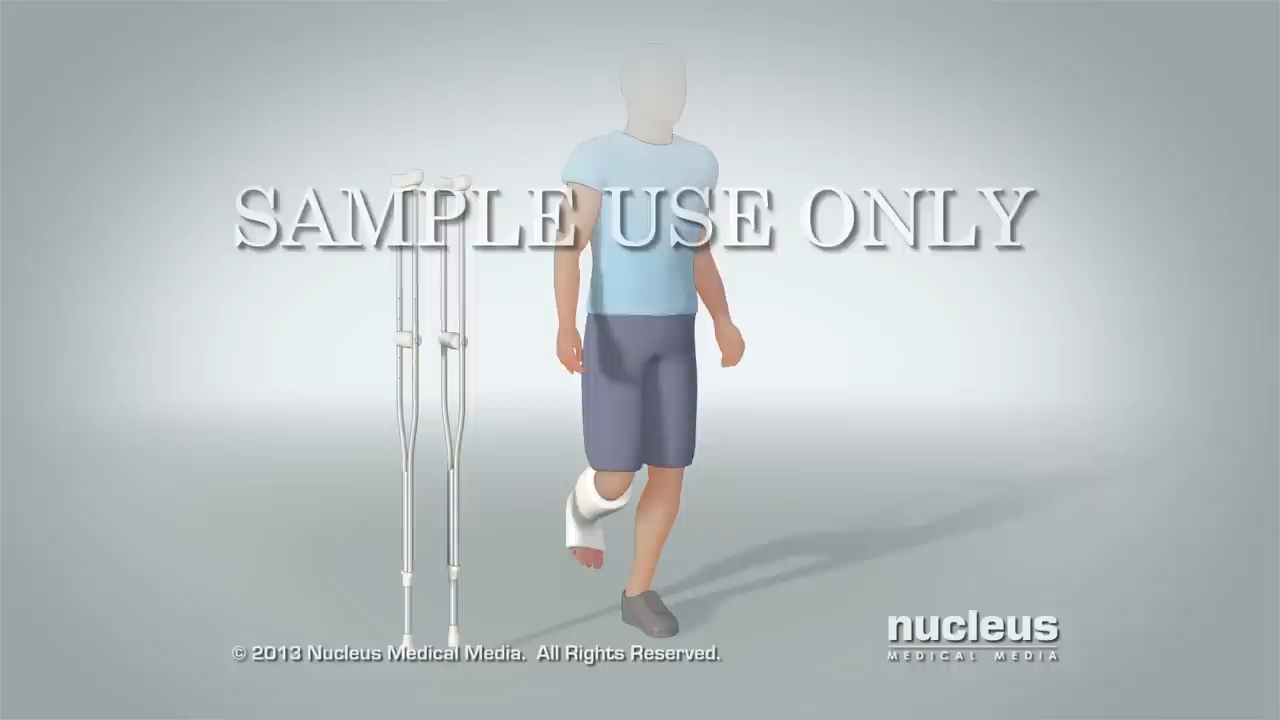 SAMPLE USE ONLY
© 2013 Nucleus Medical Media. All Rights Reserved.
nucleus
MEDICAL MEDIA